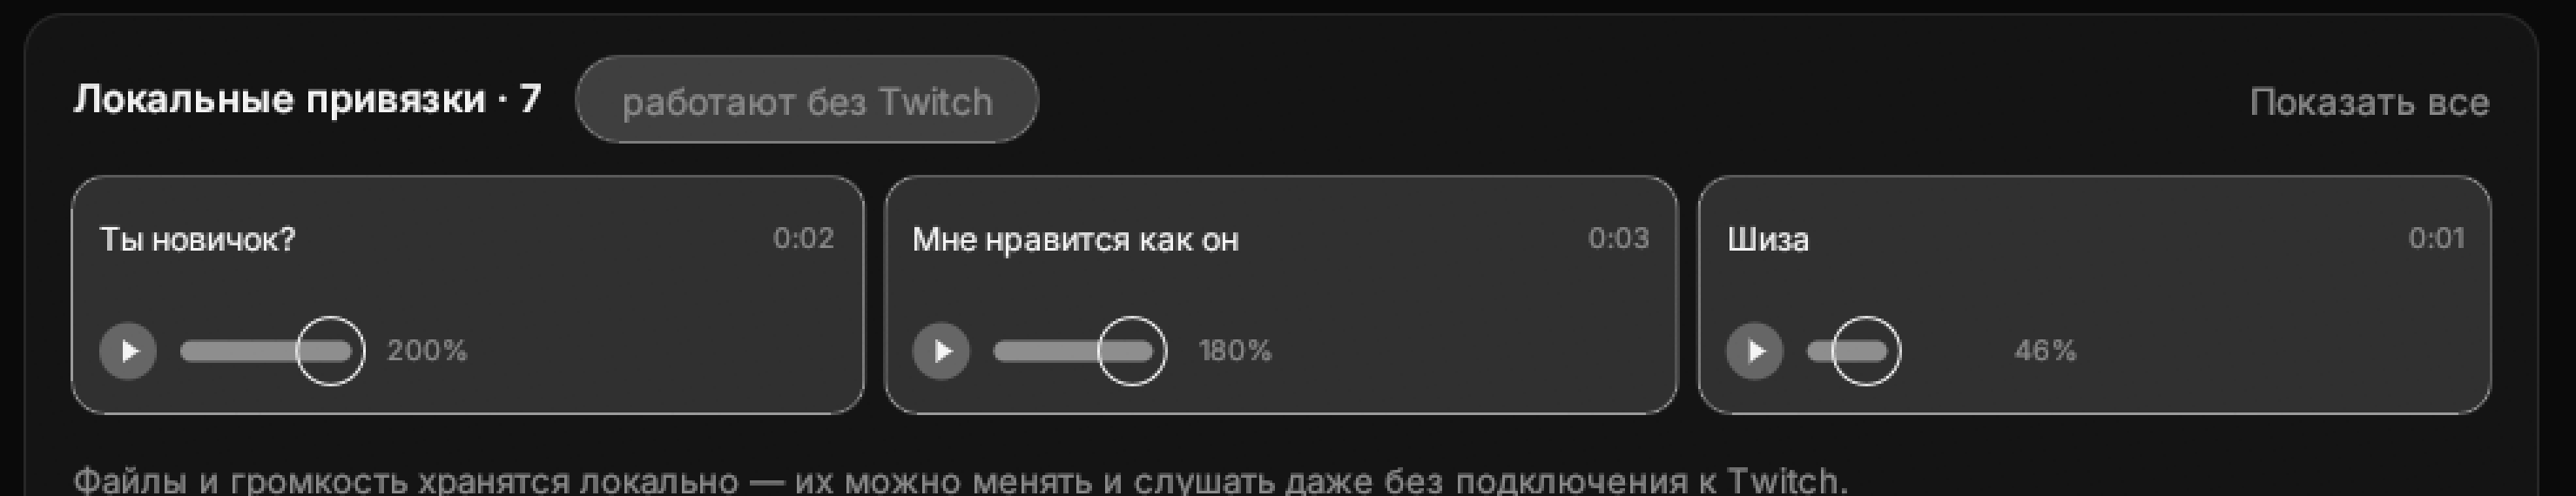 Локальные привязки · 7 работают без Twitch Показать все
Ты новичок? 0:02 Мне нравится как он 0:03 Шиза 0:01
200% 180% 46%
Файлы и громкость хранятся локально — их можно менять и слушать даже без подключения к Twitch.